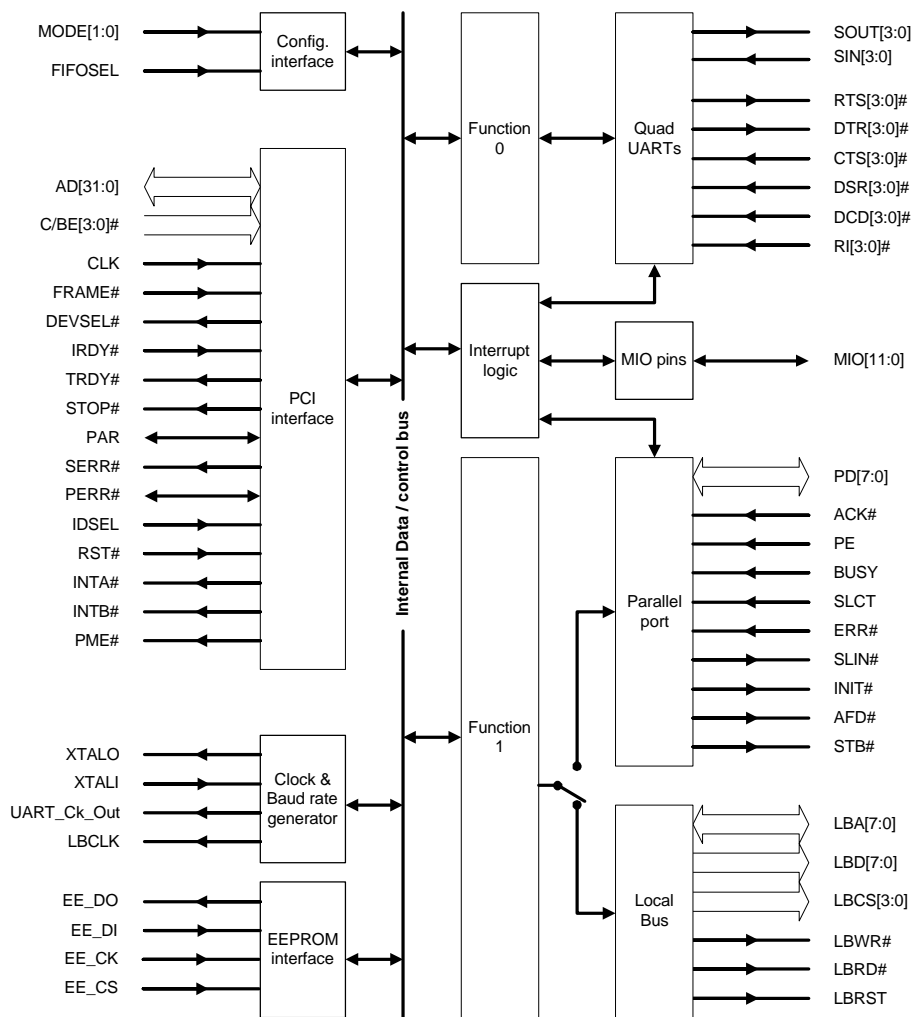 MODE[1:0]
FIFOSEL
Config.
interface
AD[31:0]
C/BE[3:0]#
CLK
FRAME#
DEVSEL#
IRDY#
TRDY#
STOP#
PAR
SERR#
PERR#
IDSEL
RST#
INTA#
INTB#
PME#
PCI
interface
XTALO
XTALI
UART_Ck_Out
LBCLK
Clock &
Baud rate
generator
EE_DO
EE_DI
EE_CK
EE_CS
EEPROM
interface
Internal Data / control bus
Function
0
Interrupt
logic
Function
1
Quad
UARTs
MIO pins
Parallel
port
Local
Bus
SOUT[3:0]
SIN[3:0]
RTS[3:0]#
DTR[3:0]#
CTS[3:0]#
DSR[3:0]#
DCD[3:0]#
RI[3:0]#
MIO[11:0]
PD[7:0]
ACK#
PE
BUSY
SLCT
ERR#
SLIN#
INIT#
AFD#
STB#
LBA[7:0]
LBD[7:0]
LBCS[3:0]
LBWR#
LBRD#
LBRST